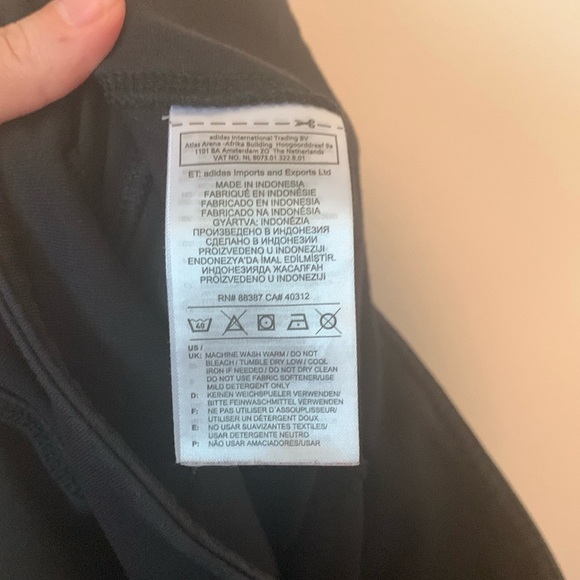 adidas International Trading BV
Atlas Arena -Afrika Building Hoogoorddreef 9a
1101 BA Amsterdam ZO The Netherlands
VAT NO. NL 8073.01.322.B.01
ET: adidas Imports and Exports Ltd
MADE IN INDONESIA
FABRIQUÉ EN INDONÉSIE
FABRICADO EN INDONESIA
FABRICADO NA INDONÉSIA
GYÁRTVA: INDONÉZIA
ПРОИЗВЕДЕНО В ИНДОНЕЗИЯ
СДЕЛАНО В ИНДОНЕЗИИ
PROIZVEDENO U INDONEZIJI
ENDONEZYA'DA İMAL EDİLMİŞTİR.
ИНДОНЕЗИЯДА ЖАСАЛҒАН
PROIZVEDENO U INDONEZIJI
RN# 88387 CA# 40312
40
US /
UK: MACHINE WASH WARM / DO NOT
BLEACH / TUMBLE DRY LOW / COOL
IRON IF NEEDED / DO NOT DRY CLEAN
DO NOT USE FABRIC SOFTENER/USE
MILD DETERGENT ONLY
D: KEINEN WEICHSPUELER VERWENDEN/
BITTE FEINWASCHMITTEL VERWENDEN
F: NE PAS UTILISER D'ASSOUPLISEUR/
UTILISER UN DÉTERGENT DOUX
E: NO USAR SUAVIZANTES TEXTILES/
USAR DETERGENTE NEUTRO
P: NÃO USAR AMACIADORES/USAR